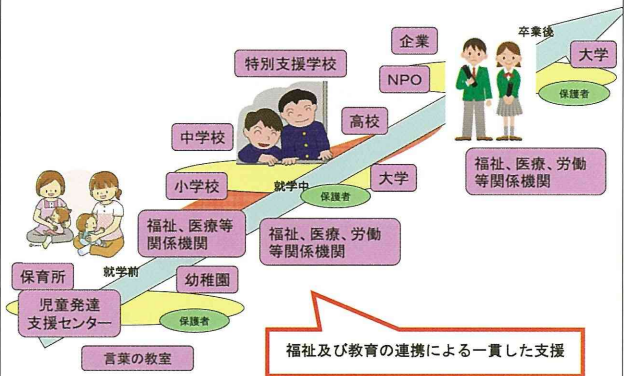 卒業後
企業
大学
特別支援学校
NPO
保護者
高校
中学校
福祉、医療、労働
等関係機関
小学校
就学中
大学
保護者
福祉、医療等
関係機関
福祉、医療、労働
等関係機関
就学前
保育所
幼稚園
児童発達
支援センター
保護者
福祉及び教育の連携による一貫した支援
言葉の教室